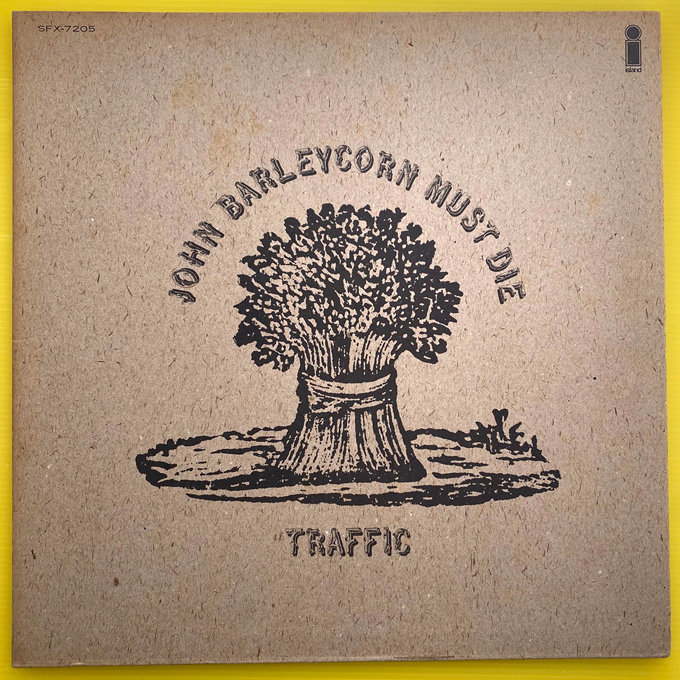 SFX-7205
island
JOHN BARLEYCORN MUST DIE
TRAFFIC